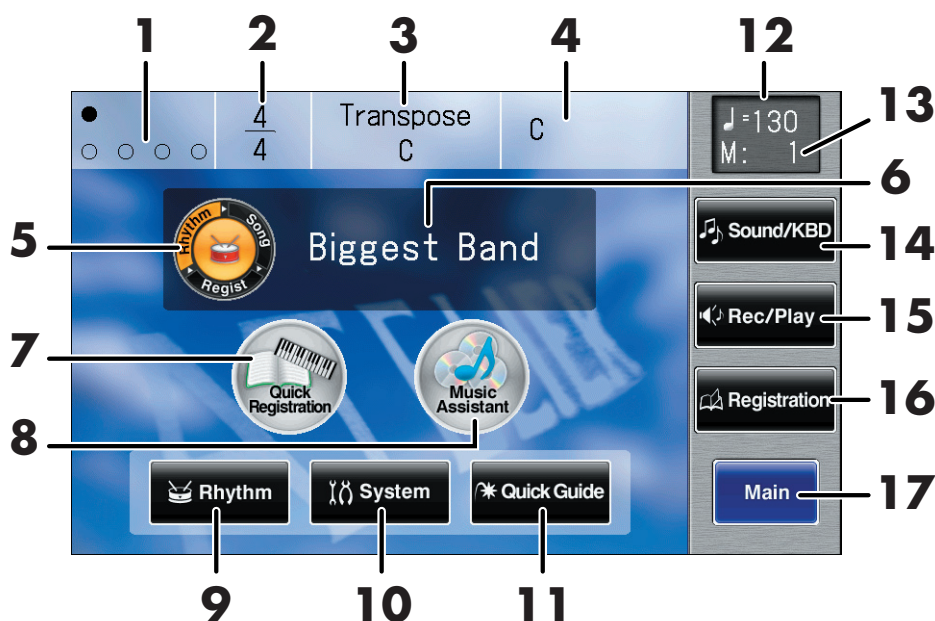 1
2
3
4
12
4
4
Transpose
C
C
♩=130
M: 1
13
6
5
Rhythm
Song
Regist
Biggest Band
Sound/KBD
14
7
Quick
Registration
Music
Assistant
Rec/Play
15
8
Registration
16
ATELIER
Rhythm
System
Quick Guide
Main
17
9
10
11